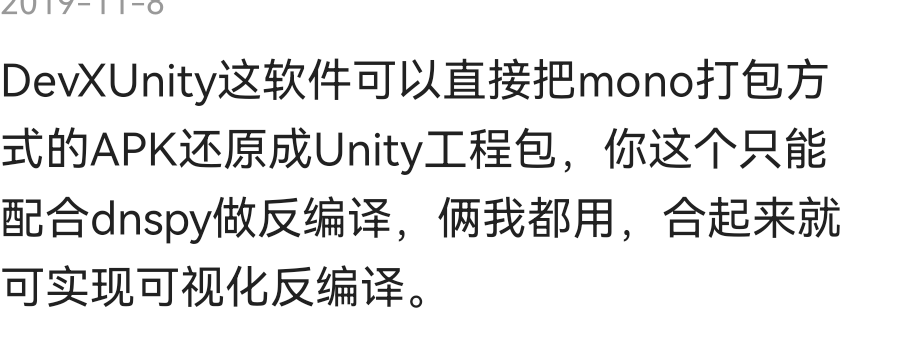 2019-11-8
DevXUnity这软件可以直接把mono打包方
式的APK还原成Unity工程包，你这个只能
配合dnspy做反编译，俩我都用，合起来就
可实现可视化反编译。